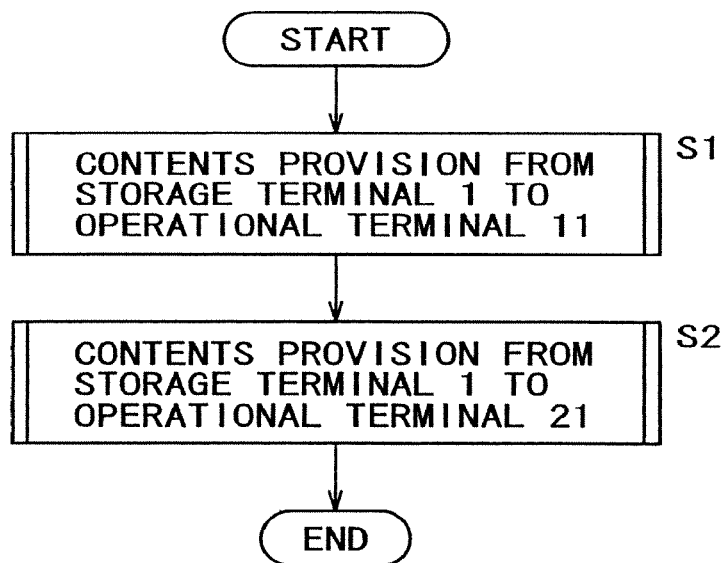 START
CONTENTS PROVISION FROM
STORAGE TERMINAL 1 TO
OPERATIONAL TERMINAL 11
S1
CONTENTS PROVISION FROM
STORAGE TERMINAL 1 TO
OPERATIONAL TERMINAL 21
S2
END